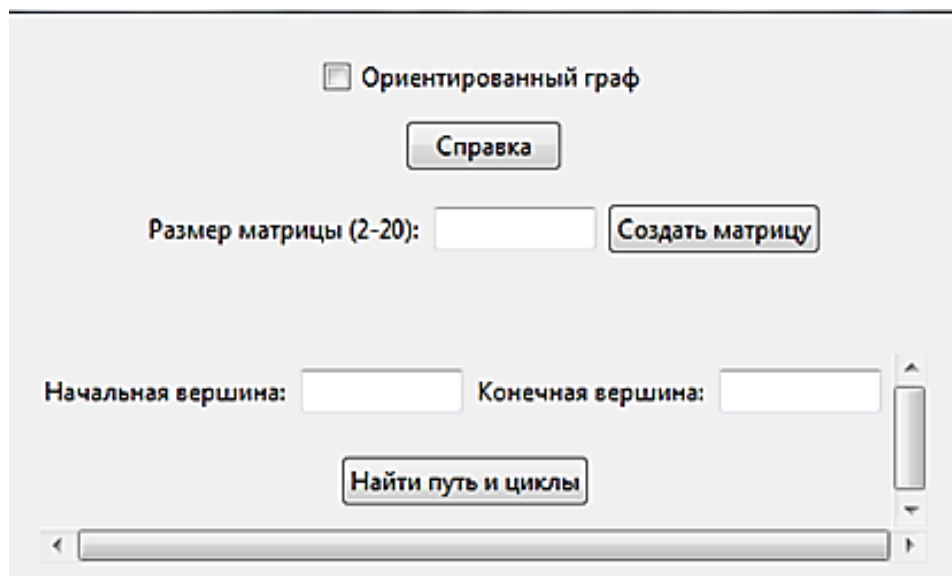 Ориентированный граф
Справка
Размер матрицы (2-20): Создать матрицу
Начальная вершина: Конечная вершина:
Найти путь и циклы